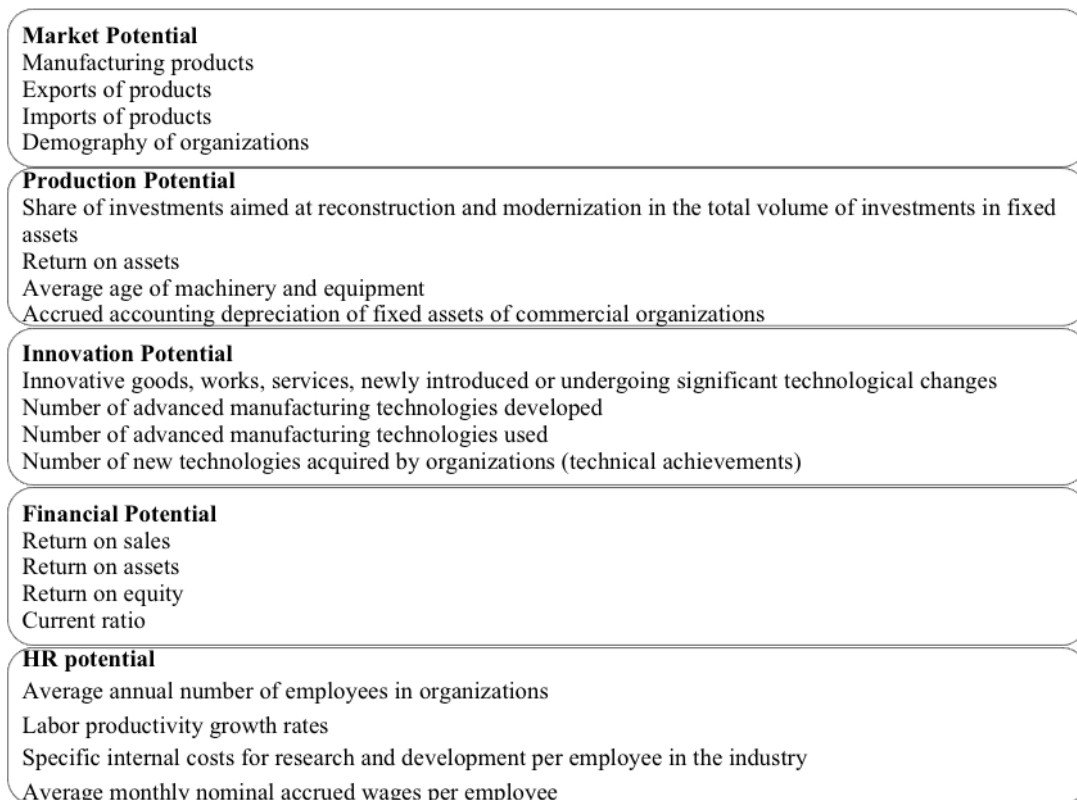 Market Potential
Manufacturing products
Exports of products
Imports of products
Demography of organizations
Production Potential
Share of investments aimed at reconstruction and modernization in the total volume of investments in fixed
assets
Return on assets
Average age of machinery and equipment
Accrued accounting depreciation of fixed assets of commercial organizations
Innovation Potential
Innovative goods, works, services, newly introduced or undergoing significant technological changes
Number of advanced manufacturing technologies developed
Number of advanced manufacturing technologies used
Number of new technologies acquired by organizations (technical achievements)
Financial Potential
Return on sales
Return on assets
Return on equity
Current ratio
HR potential
Average annual number of employees in organizations
Labor productivity growth rates
Specific internal costs for research and development per employee in the industry
Average monthly nominal accrued wages per employee